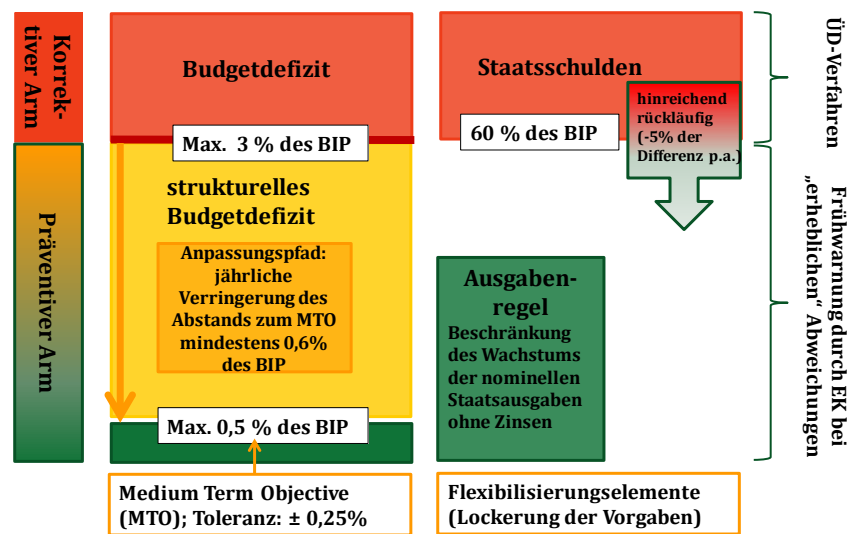 Korrek-
tiver Arm
Präventiver Arm
Budgetdefizit
Max. 3 % des BIP
strukturelles
Budgetdefizit
Anpassungspfad:
jährliche
Verringerung des
Abstands zum MTO
mindestens 0,6%
des BIP
Max. 0,5 % des BIP
Medium Term Objective
(MTO); Toleranz: ± 0,25%
Staatsschulden
60 % des BIP
hinreichend
rückläufig
(-5% der
Differenz p.a.)
Ausgaben-
regel
Beschränkung
des Wachstums
der nominellen
Staatsausgaben
ohne Zinsen
Flexibilisierungselemente
(Lockerung der Vorgaben)
ÜD-Verfahren
Frühwarnung durch EK bei
„erheblichen“ Abweichungen